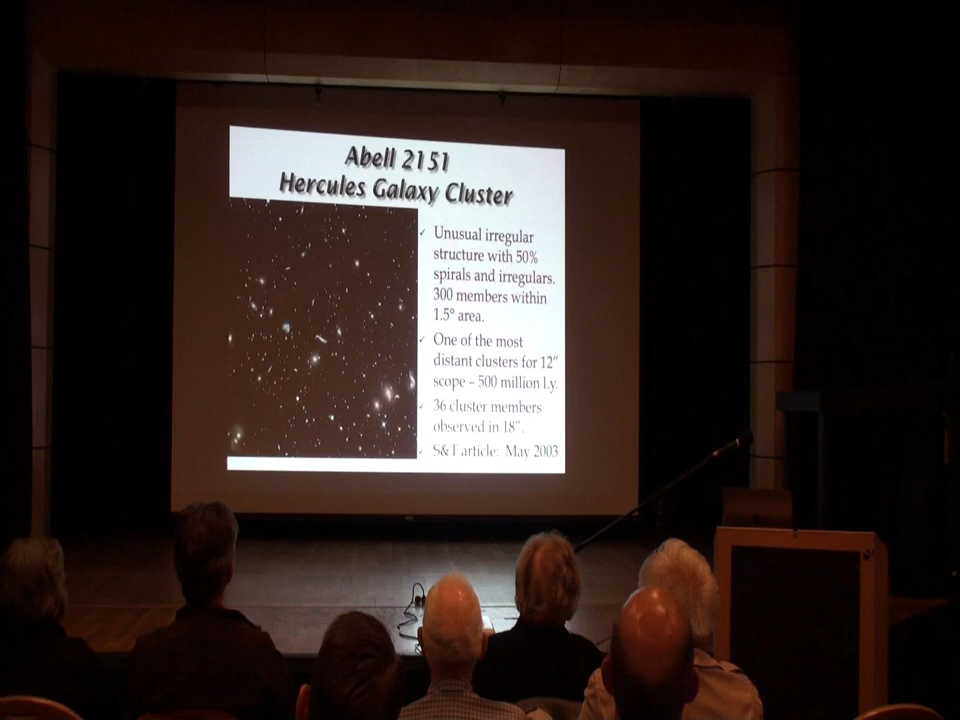 Abell 2151
Hercules Galaxy Cluster
✓ Unusual irregular
structure with 50%
spirals and irregulars.
300 members within
1.5° area.
✓ One of the most
distant clusters for 12"
scope – 500 million l.y.
✓ 36 cluster members
observed in 18".
✓ S&T article: May 2003